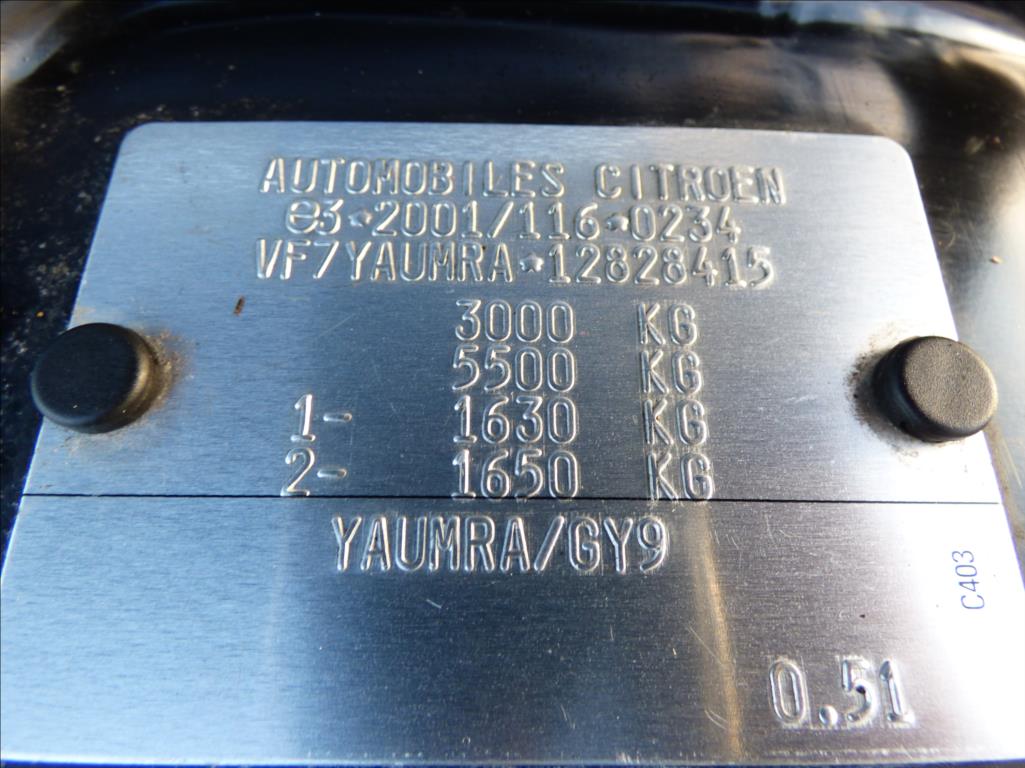 AUTOMOBILES CITROEN
e3*2001/116*0234
VF7YAUMRA*12828415
3000 KG
5500 KG
1- 1630 KG
2- 1650 KG
YAUMRA/GY9
C403
0.51